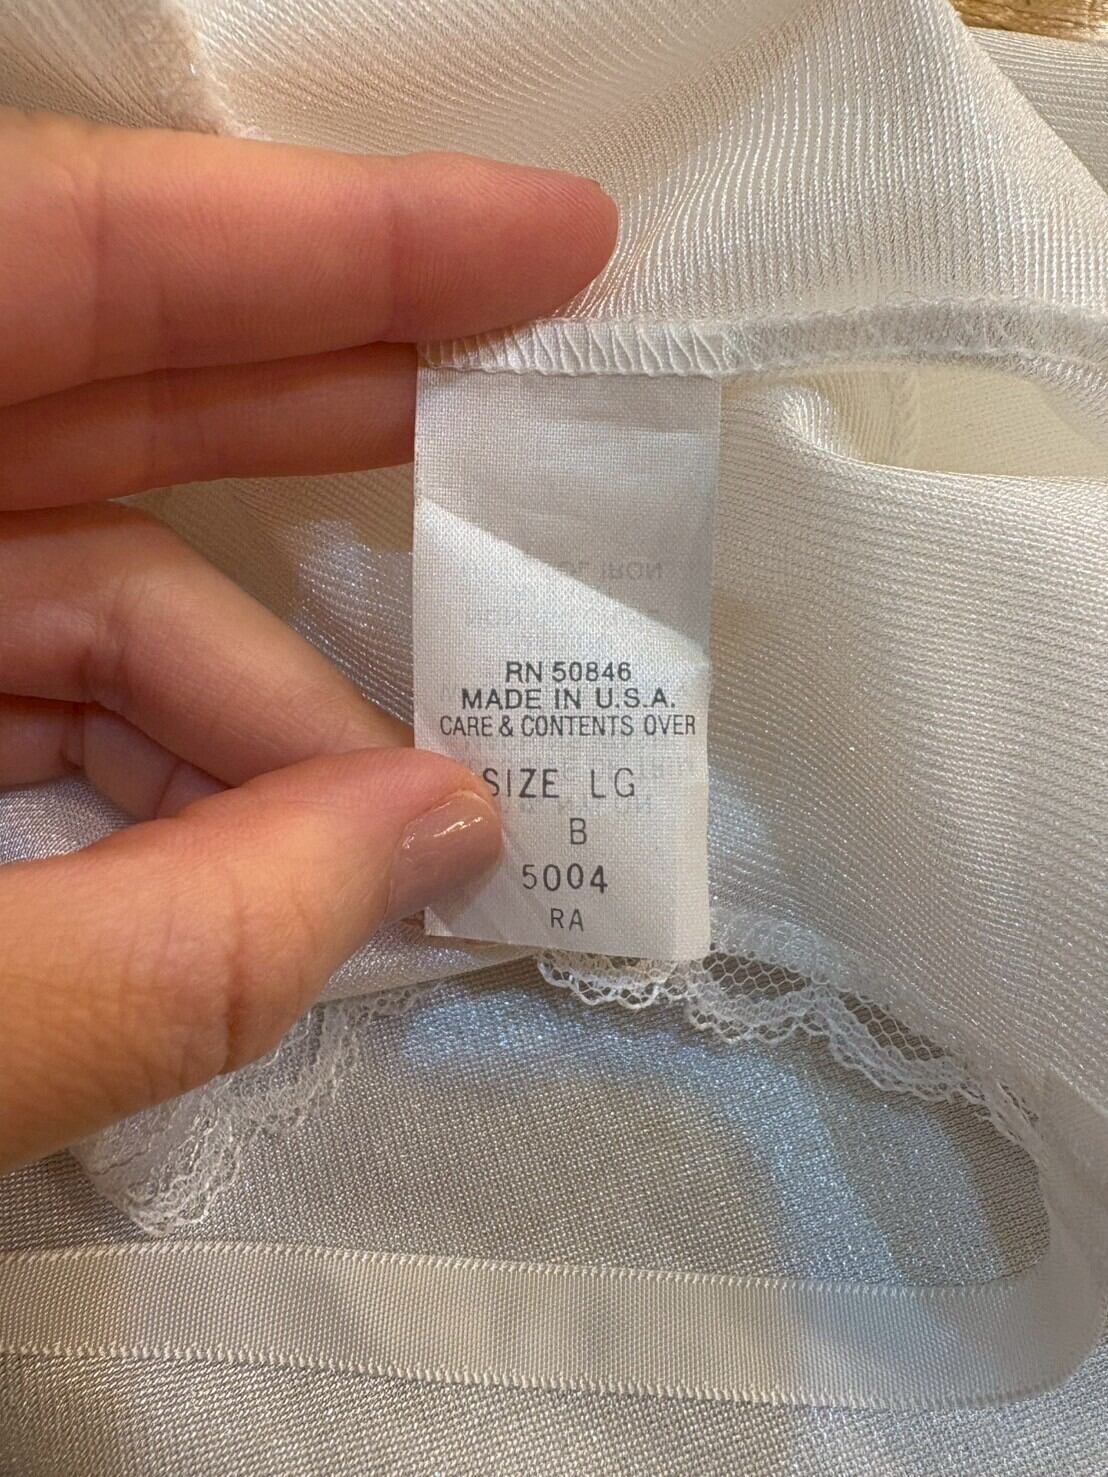 RN 50846
MADE IN U.S.A.
CARE & CONTENTS OVER
SIZE LG
B
5004
RA